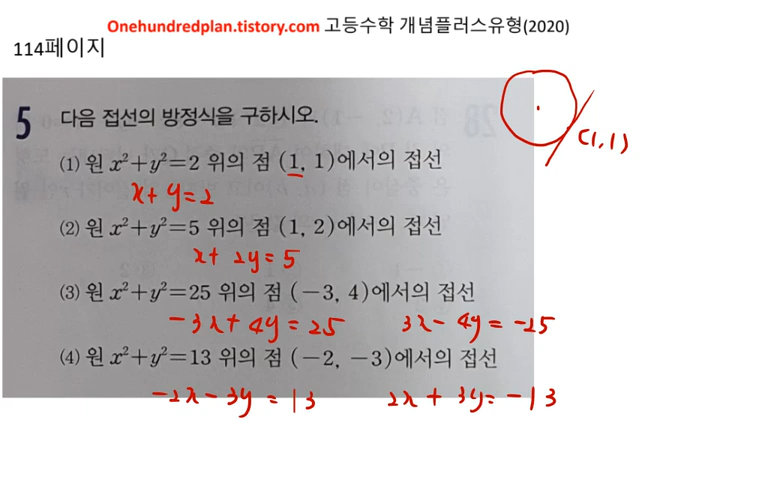 Onehundredplan.tistory.com 고등수학 개념플러스유형(2020)
114페이지
5 다음 접선의 방정식을 구하시오.
(1) 원 x²+y²=2 위의 점 (1, 1)에서의 접선
(1, 1)
x+y=2
(2) 원 x²+y²=5 위의 점 (1, 2)에서의 접선
x+2y=5
(3) 원 x²+y²=25 위의 점 (−3, 4)에서의 접선
−3x+4y=25 3x−4y=−25
(4) 원 x²+y²=13 위의 점 (−2, −3)에서의 접선
−2x−3y=13 2x+3y=−13